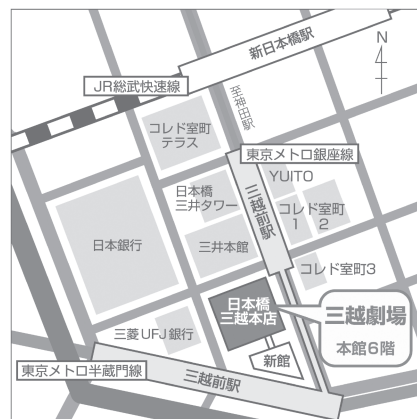 新日本橋駅
N
JR総武快速線
至神田駅
コレド室町
テラス
東京メトロ銀座線
YUITO
日本橋
三井タワー
三越前駅
コレド室町
1
2
日本銀行
三井本館
コレド室町3
日本橋
三越本店
三越劇場
本館6階
三菱UFJ銀行
新館
東京メトロ半蔵門線
三越前駅